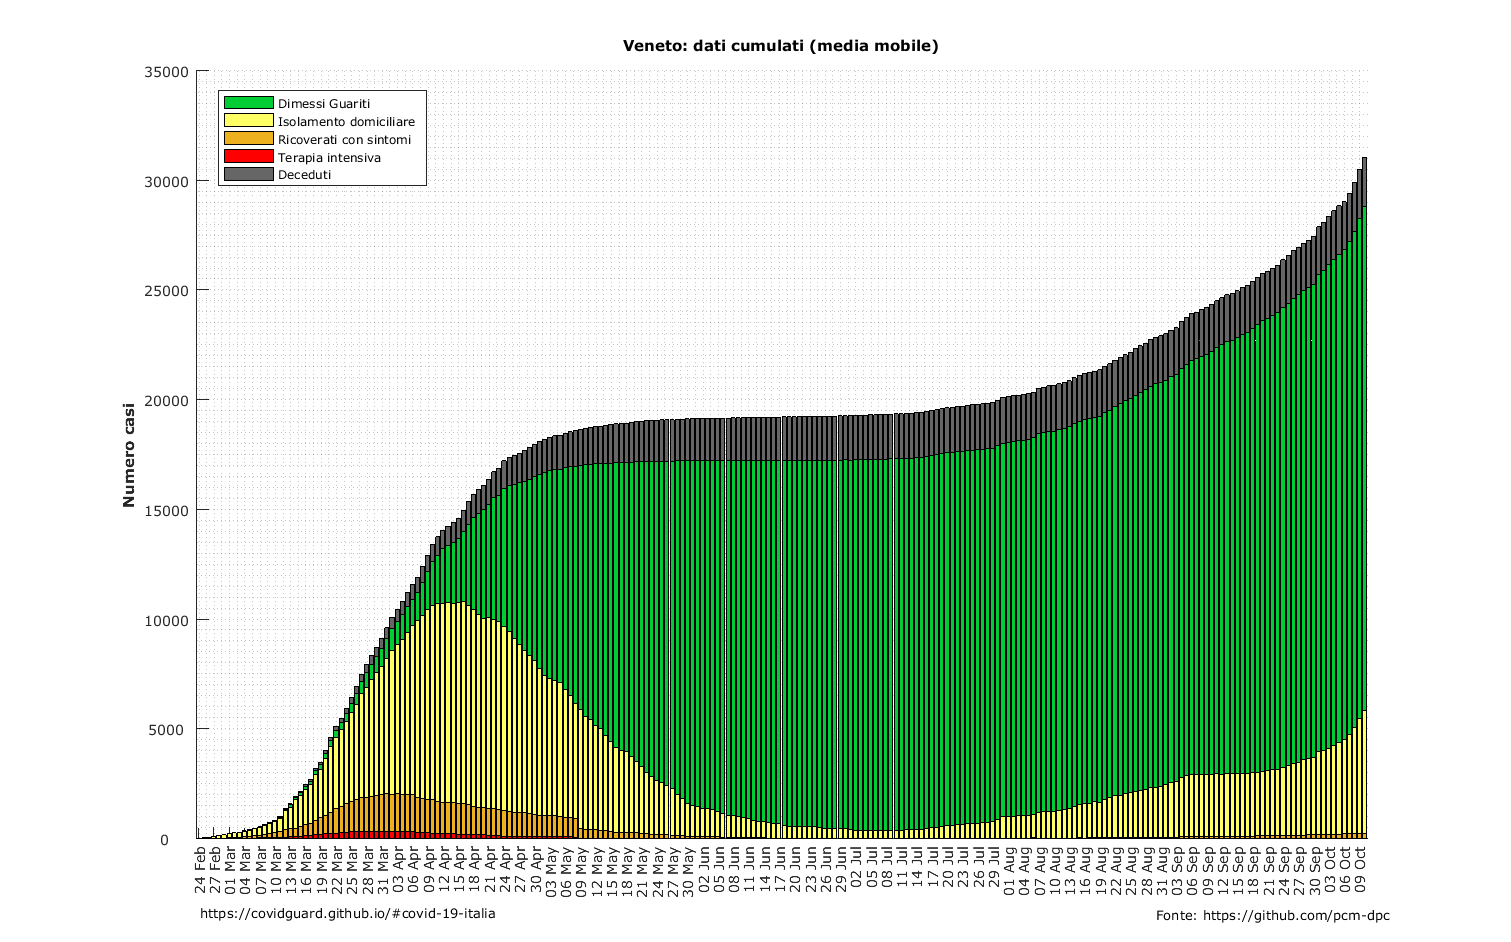 Veneto: dati cumulati (media mobile)
35000
30000
25000
20000
15000
10000
5000
0
Numero casi
Dimessi Guariti
Isolamento domiciliare
Ricoverati con sintomi
Terapia intensiva
Deceduti
24 Feb
27 Feb
01 Mar
04 Mar
07 Mar
10 Mar
13 Mar
16 Mar
19 Mar
22 Mar
25 Mar
28 Mar
31 Mar
03 Apr
06 Apr
09 Apr
12 Apr
15 Apr
18 Apr
21 Apr
24 Apr
27 Apr
30 Apr
03 May
06 May
09 May
12 May
15 May
18 May
21 May
24 May
27 May
30 May
02 Jun
05 Jun
08 Jun
11 Jun
14 Jun
17 Jun
20 Jun
23 Jun
26 Jun
29 Jun
02 Jul
05 Jul
08 Jul
11 Jul
14 Jul
17 Jul
20 Jul
23 Jul
26 Jul
29 Jul
01 Aug
04 Aug
07 Aug
10 Aug
13 Aug
16 Aug
19 Aug
22 Aug
25 Aug
28 Aug
31 Aug
03 Sep
06 Sep
09 Sep
12 Sep
15 Sep
18 Sep
21 Sep
24 Sep
27 Sep
30 Sep
03 Oct
06 Oct
09 Oct
https://covidguard.github.io/#covid-19-italia
Fonte: https://github.com/pcm-dpc